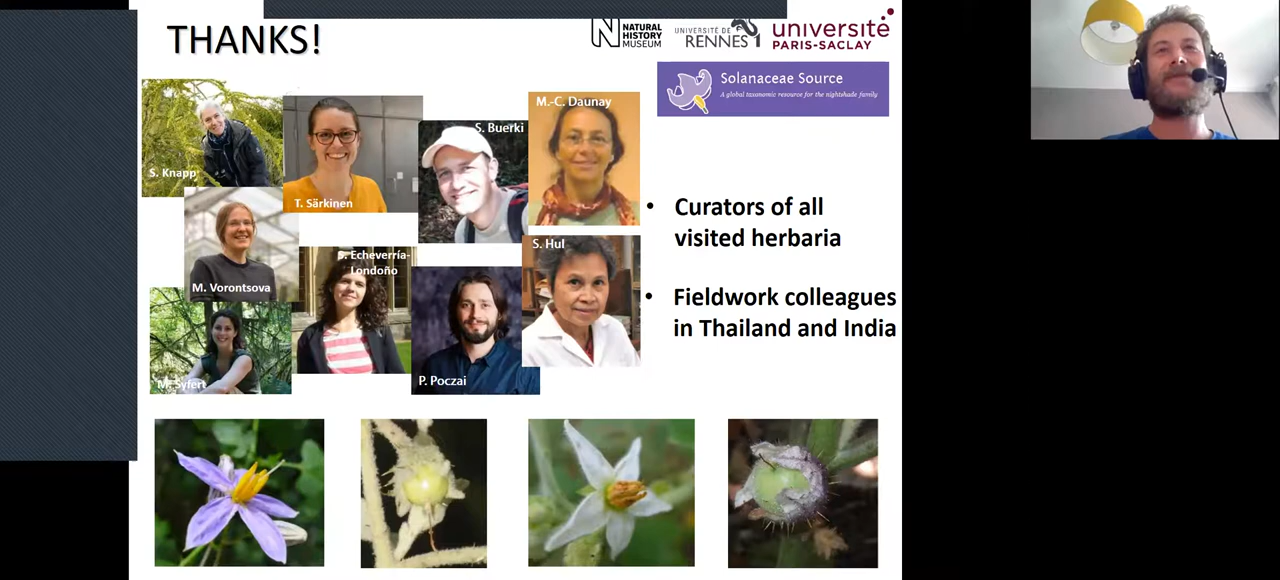 THANKS!
NATURAL
HISTORY
MUSEUM
UNIVERSITÉ DE
RENNES 1
université
PARIS-SACLAY
Solanaceae Source
A global taxonomic resource for the nightshade family
M.-C. Daunay
S. Buerki
S. Knapp
T. Särkinen
S. Hul
S. Echeverría-
Londoño
M. Vorontsova
M. Syfert
P. Poczai
• Curators of all
visited herbaria
• Fieldwork colleagues
in Thailand and India